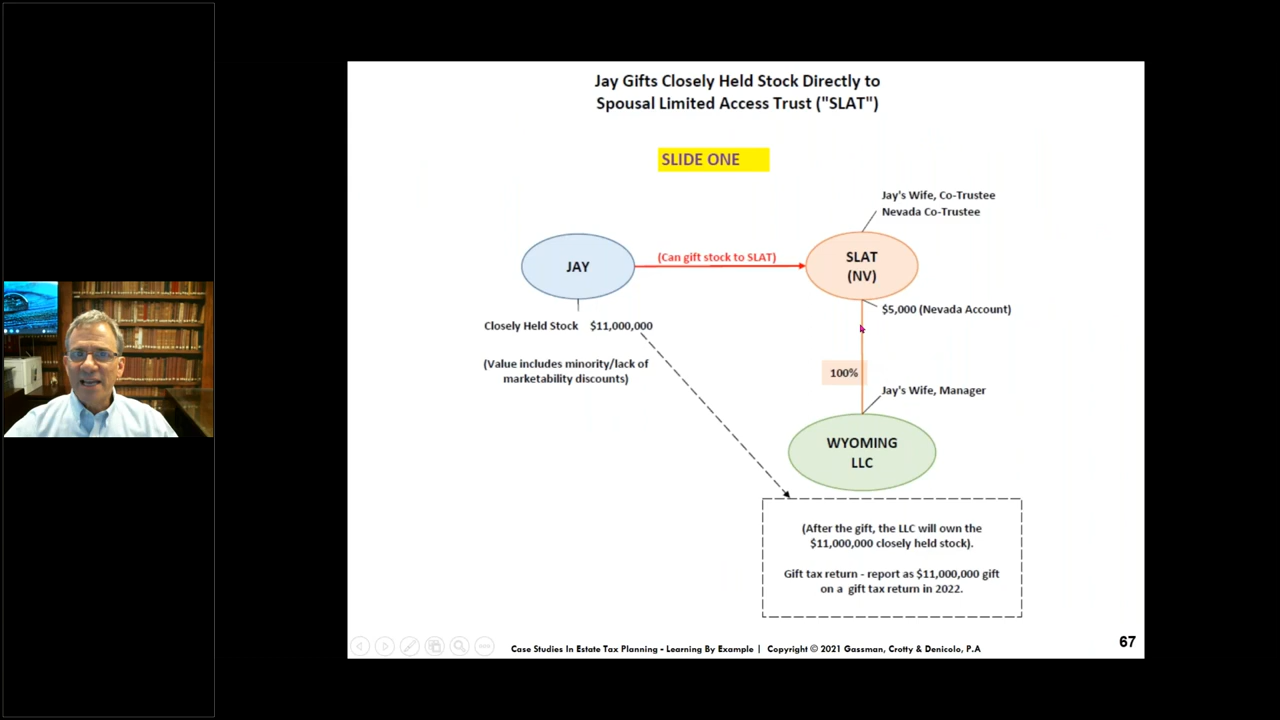 Jay Gifts Closely Held Stock Directly to
Spousal Limited Access Trust ("SLAT")
SLIDE ONE
Jay's Wife, Co-Trustee
Nevada Co-Trustee
JAY
(Can gift stock to SLAT)
SLAT
(NV)
$5,000 (Nevada Account)
Closely Held Stock $11,000,000
(Value includes minority/lack of
marketability discounts)
100%
Jay's Wife, Manager
WYOMING
LLC
(After the gift, the LLC will own the
$11,000,000 closely held stock).
Gift tax return - report as $11,000,000 gift
on a gift tax return in 2022.
Case Studies In Estate Tax Planning - Learning By Example | Copyright © 2021 Gassman, Crotty & Denicolo, P.A
67